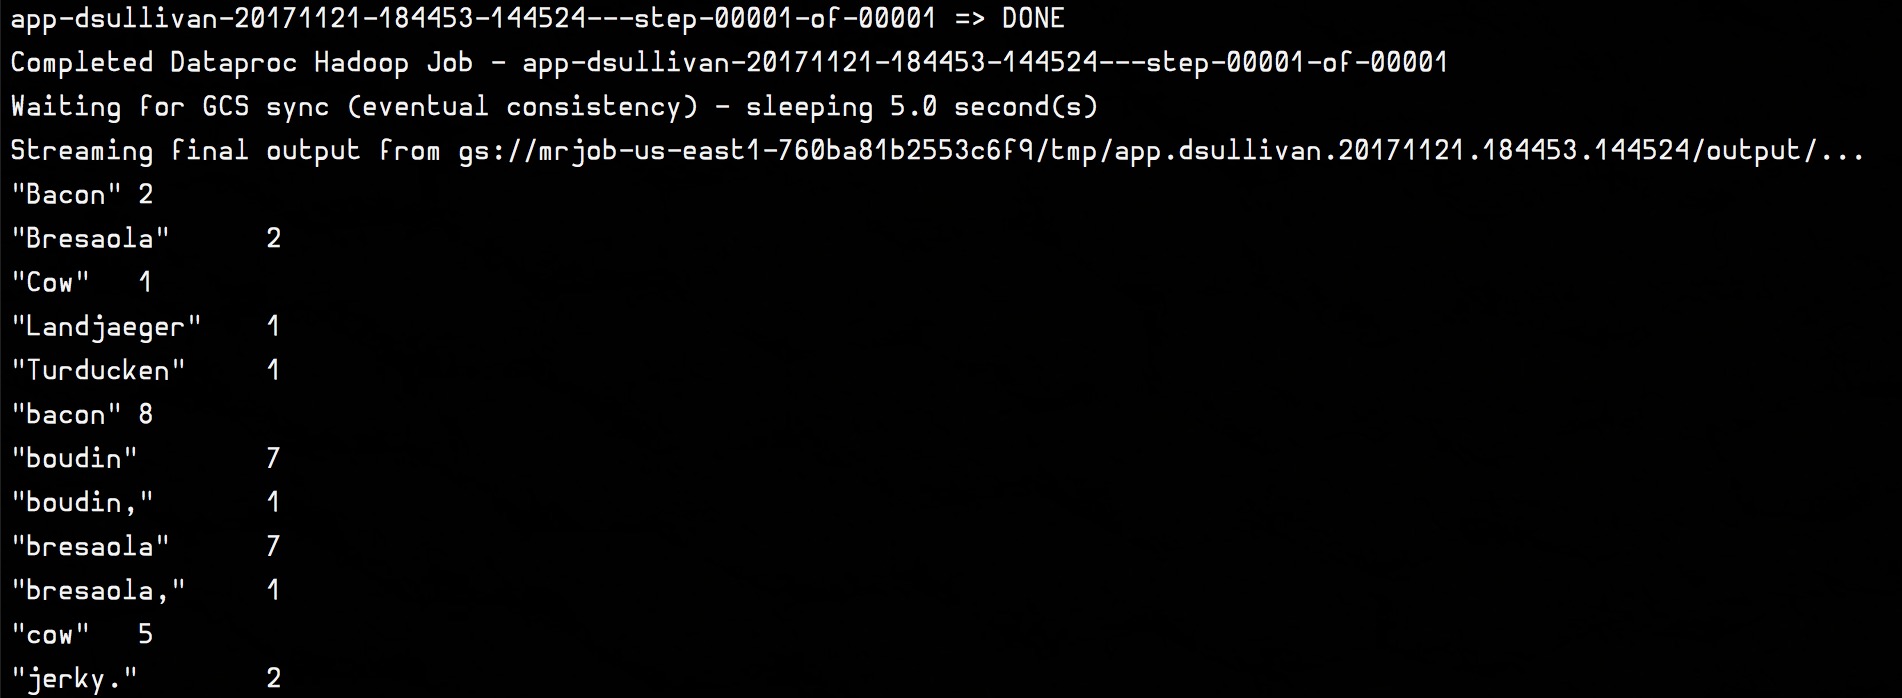 app-dsullivan-20171121-184453-144524---step-00001-of-00001 => DONE
Completed Dataproc Hadoop Job - app-dsullivan-20171121-184453-144524---step-00001-of-00001
Waiting for GCS sync (eventual consistency) - sleeping 5.0 second(s)
Streaming final output from gs://mrjob-us-east1-760ba81b2553c6f9/tmp/app.dsullivan.20171121.184453.144524/output/...
"Bacon" 2
"Bresaola"	2
"Cow"	1
"Landjaeger"	1
"Turducken"	1
"bacon" 8
"boudin"	7
"boudin,"	1
"bresaola"	7
"bresaola,"	1
"cow"	5
"jerky."	2